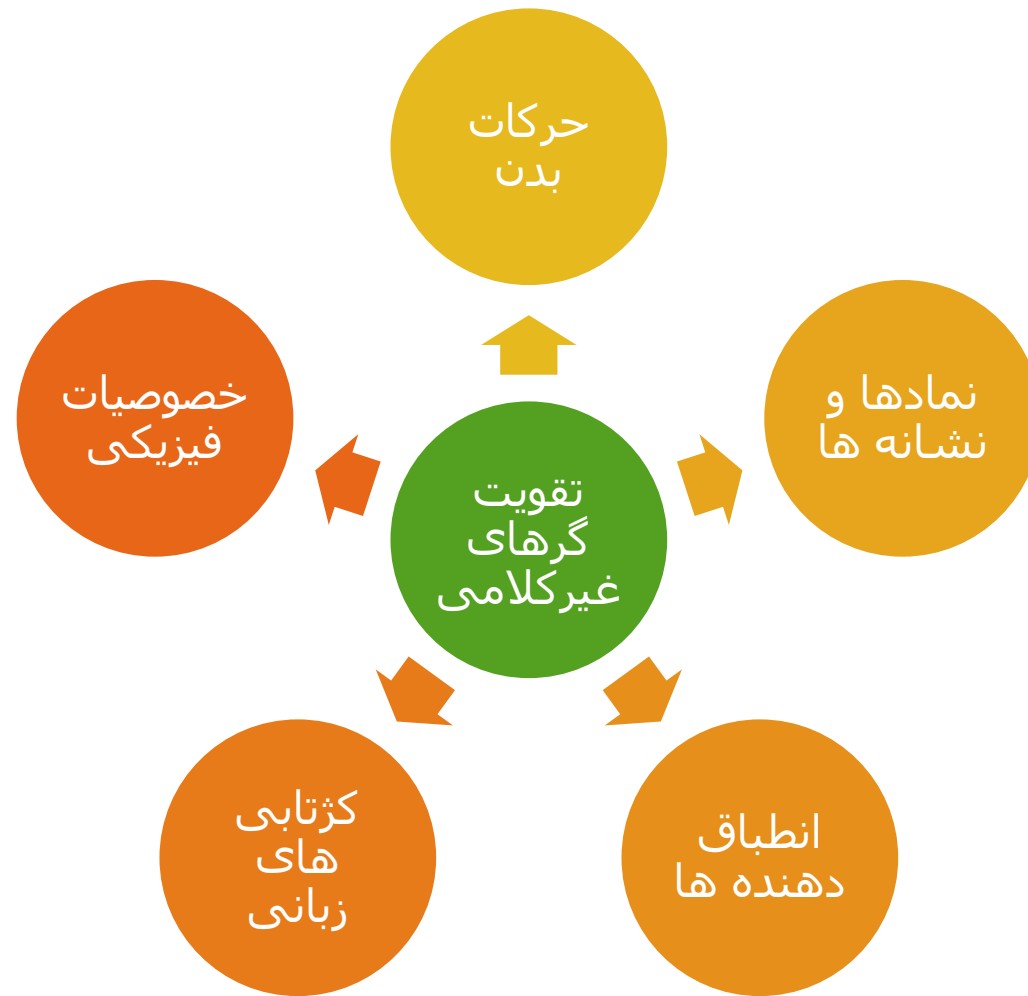 حرکات
بدن
نمادها و
نشانه ها
انطباق
دهنده ها
کژتابی
های
زبانی
خصوصیات
فیزیکی
تقویت
گرهای
غیرکلامی